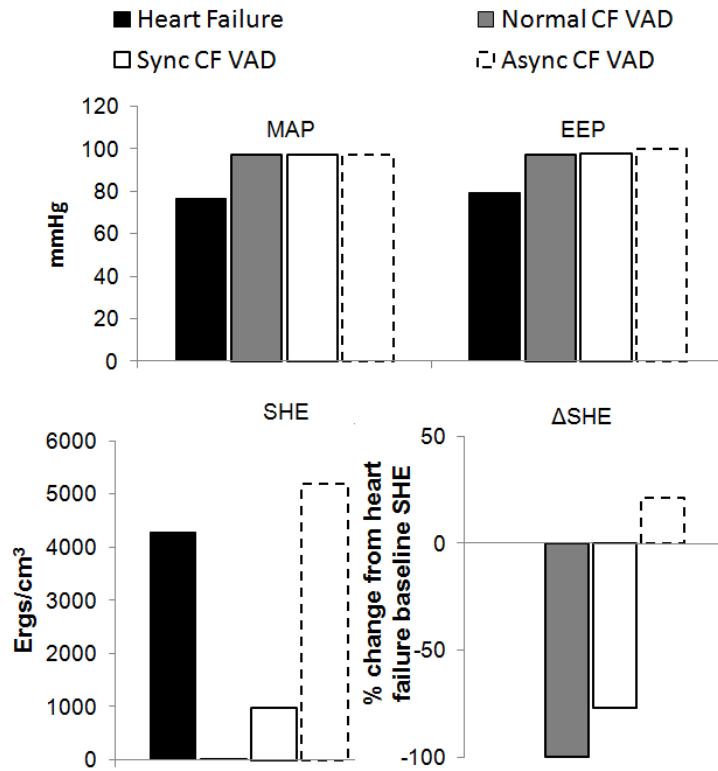 Heart Failure
Normal CF VAD
Sync CF VAD
Async CF VAD
MAP
EEP
mmHg
120
100
80
60
40
20
0
SHE
Ergs/cm³
6000
5000
4000
3000
2000
1000
0
ΔSHE
% change from heart
failure baseline SHE
50
0
-50
-100